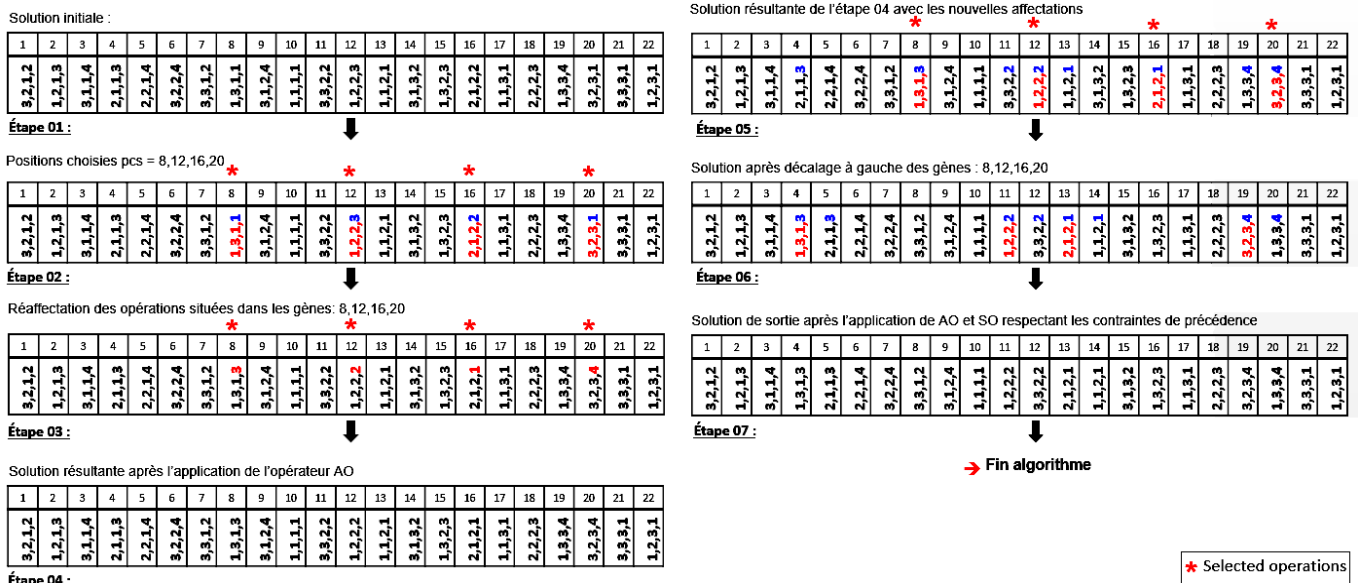 Solution initiale :
1 2 3 4 5 6 7 8 9 10 11 12 13 14 15 16 17 18 19 20 21 22
3,2,1,2 1,2,1,3 3,1,1,4 2,1,1,3 2,2,1,4 3,2,2,4 3,3,1,2 1,3,1,1 3,1,2,4 1,1,1,1 3,3,2,2 1,2,2,3 1,1,2,1 3,1,3,2 1,3,2,3 2,1,2,2 1,1,3,1 2,2,2,3 1,3,3,4 3,2,3,1 3,3,3,1 1,2,3,1
Étape 01 :
Positions choisies pcs = 8,12,16,20
* * * *
1 2 3 4 5 6 7 8 9 10 11 12 13 14 15 16 17 18 19 20 21 22
3,2,1,2 1,2,1,3 3,1,1,4 2,1,1,3 2,2,1,4 3,2,2,4 3,3,1,2 1,3,1,1 3,1,2,4 1,1,1,1 3,3,2,2 1,2,2,3 1,1,2,1 3,1,3,2 1,3,2,3 2,1,2,2 1,1,3,1 2,2,2,3 1,3,3,4 3,2,3,1 3,3,3,1 1,2,3,1
Étape 02 :
Réaffectation des opérations situées dans les gènes: 8,12,16,20
* * * *
1 2 3 4 5 6 7 8 9 10 11 12 13 14 15 16 17 18 19 20 21 22
3,2,1,2 1,2,1,3 3,1,1,4 2,1,1,3 2,2,1,4 3,2,2,4 3,3,1,2 1,3,1,3 3,1,2,4 1,1,1,1 3,3,2,2 1,2,2,2 1,1,2,1 3,1,3,2 1,3,2,3 2,1,2,1 1,1,3,1 2,2,2,3 1,3,3,4 3,2,3,4 3,3,3,1 1,2,3,1
Étape 03 :
Solution résultante après l'application de l'opérateur AO
1 2 3 4 5 6 7 8 9 10 11 12 13 14 15 16 17 18 19 20 21 22
3,2,1,2 1,2,1,3 3,1,1,4 2,1,1,3 2,2,1,4 3,2,2,4 3,3,1,2 1,3,1,3 3,1,2,4 1,1,1,1 3,3,2,2 1,2,2,2 1,1,2,1 3,1,3,2 1,3,2,3 2,1,2,1 1,1,3,1 2,2,2,3 1,3,3,4 3,2,3,4 3,3,3,1 1,2,3,1
Étape 04 :
Solution résultante de l'étape 04 avec les nouvelles affectations
* * * *
1 2 3 4 5 6 7 8 9 10 11 12 13 14 15 16 17 18 19 20 21 22
3,2,1,2 1,2,1,3 3,1,1,4 2,1,1,3 2,2,1,4 3,2,2,4 3,3,1,2 1,3,1,3 3,1,2,4 1,1,1,1 3,3,2,2 1,2,2,2 1,1,2,1 3,1,3,2 1,3,2,3 2,1,2,1 1,1,3,1 2,2,2,3 1,3,3,4 3,2,3,4 3,3,3,1 1,2,3,1
Étape 05 :
Solution après décalage à gauche des gènes : 8,12,16,20
1 2 3 4 5 6 7 8 9 10 11 12 13 14 15 16 17 18 19 20 21 22
3,2,1,2 1,2,1,3 3,1,1,4 1,3,1,3 2,1,1,3 2,2,1,4 3,2,2,4 3,3,1,2 3,1,2,4 1,1,1,1 1,2,2,2 3,3,2,2 2,1,2,1 1,1,2,1 3,1,3,2 1,3,2,3 1,1,3,1 2,2,2,3 3,2,3,4 1,3,3,4 3,3,3,1 1,2,3,1
Étape 06 :
Solution de sortie après l'application de AO et SO respectant les contraintes de précédence
1 2 3 4 5 6 7 8 9 10 11 12 13 14 15 16 17 18 19 20 21 22
3,2,1,2 1,2,1,3 3,1,1,4 1,3,1,3 2,1,1,3 2,2,1,4 3,2,2,4 3,3,1,2 3,1,2,4 1,1,1,1 1,2,2,2 3,3,2,2 2,1,2,1 1,1,2,1 3,1,3,2 1,3,2,3 1,1,3,1 2,2,2,3 3,2,3,4 1,3,3,4 3,3,3,1 1,2,3,1
Étape 07 :
Fin algorithme
* Selected operations